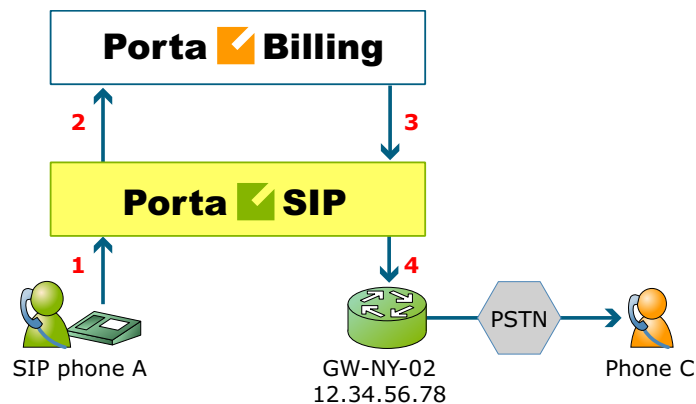 Porta Billing
2
3
Porta SIP
1
4
PSTN
SIP phone A
GW-NY-02
12.34.56.78
Phone C